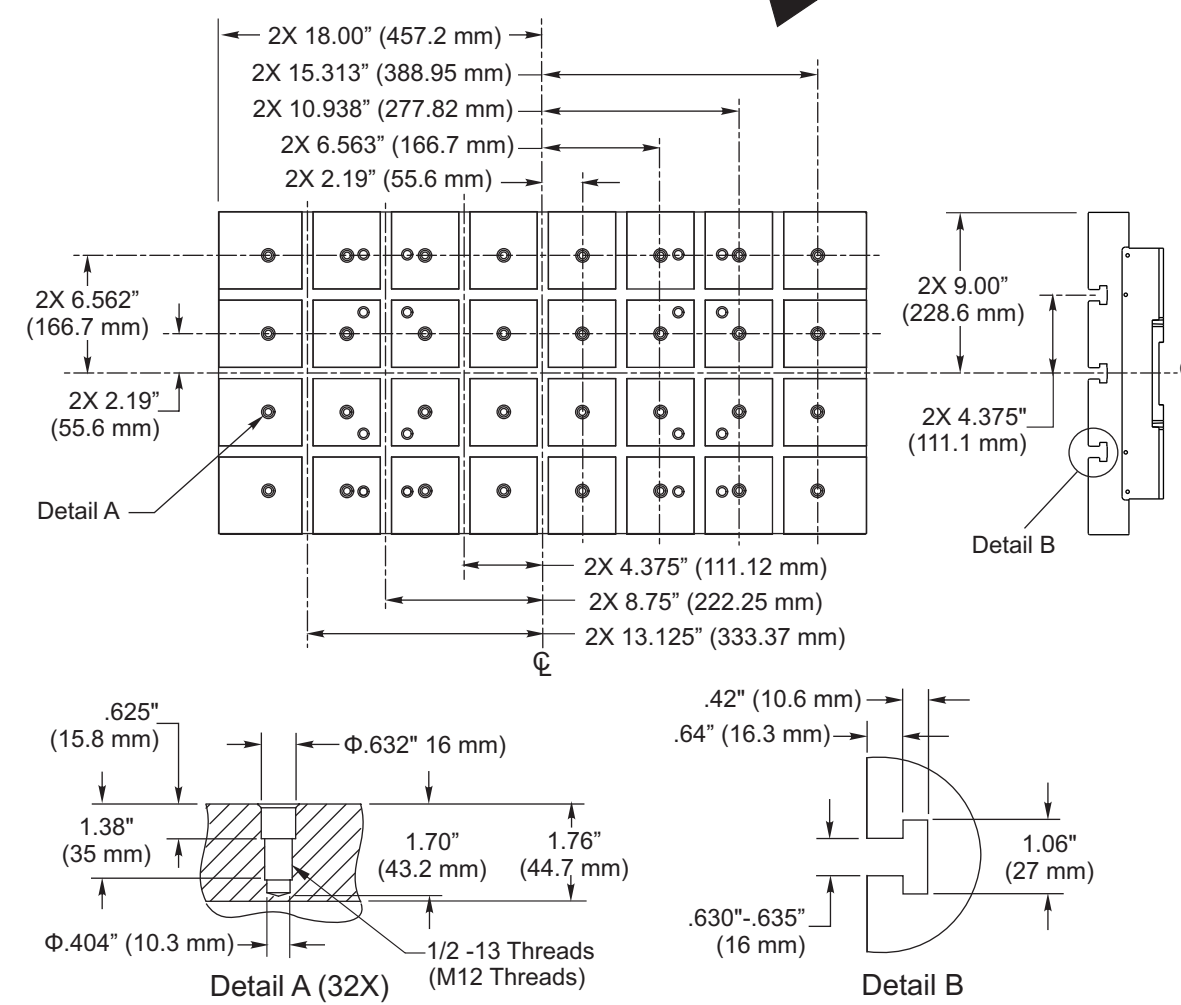 2X 18.00” (457.2 mm)
2X 15.313” (388.95 mm)
2X 10.938” (277.82 mm)
2X 6.563” (166.7 mm)
2X 2.19” (55.6 mm)
2X 6.562”
(166.7 mm)
2X 2.19”
(55.6 mm)
Detail A
2X 9.00”
(228.6 mm)
2X 4.375"
(111.1 mm)
Detail B
2X 4.375” (111.12 mm)
2X 8.75” (222.25 mm)
2X 13.125” (333.37 mm)
℄
.625"
(15.8 mm)
Φ.632" 16 mm)
1.38"
(35 mm)
1.70”
(43.2 mm)
1.76”
(44.7 mm)
Φ.404” (10.3 mm)
1/2 -13 Threads
(M12 Threads)
Detail A (32X)
.42" (10.6 mm)
.64” (16.3 mm)
1.06"
(27 mm)
.630"-.635”
(16 mm)
Detail B